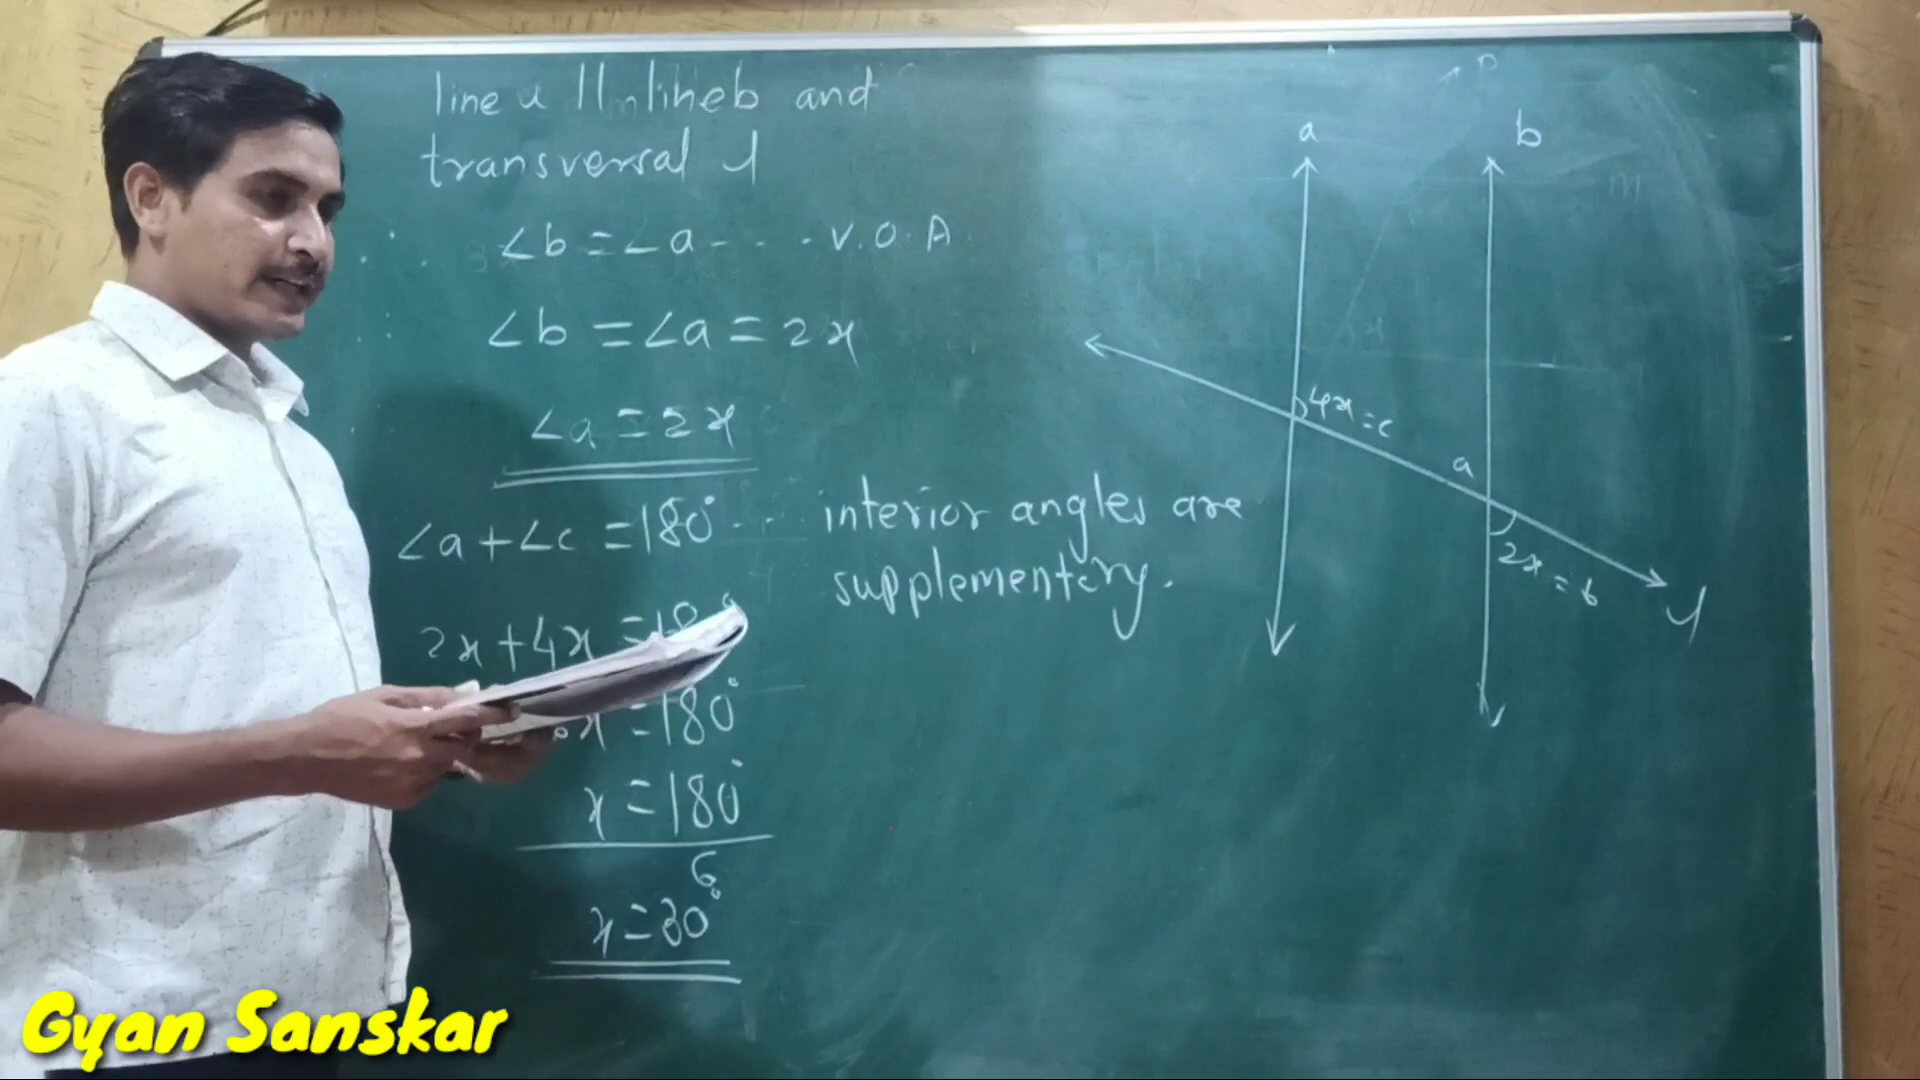 line a || line b and
transversal l
∠b = ∠a - - - V.O.A
∠b = ∠a = 2x
∠a = 2x
∠a + ∠c = 180° - - interior angles are
supplementary.
2x + 4x = 18
x = 180°
x = 180°
6
x = 30°
P
a
b
m
x
4x = c
a
2x = b
l
Gyan Sanskar